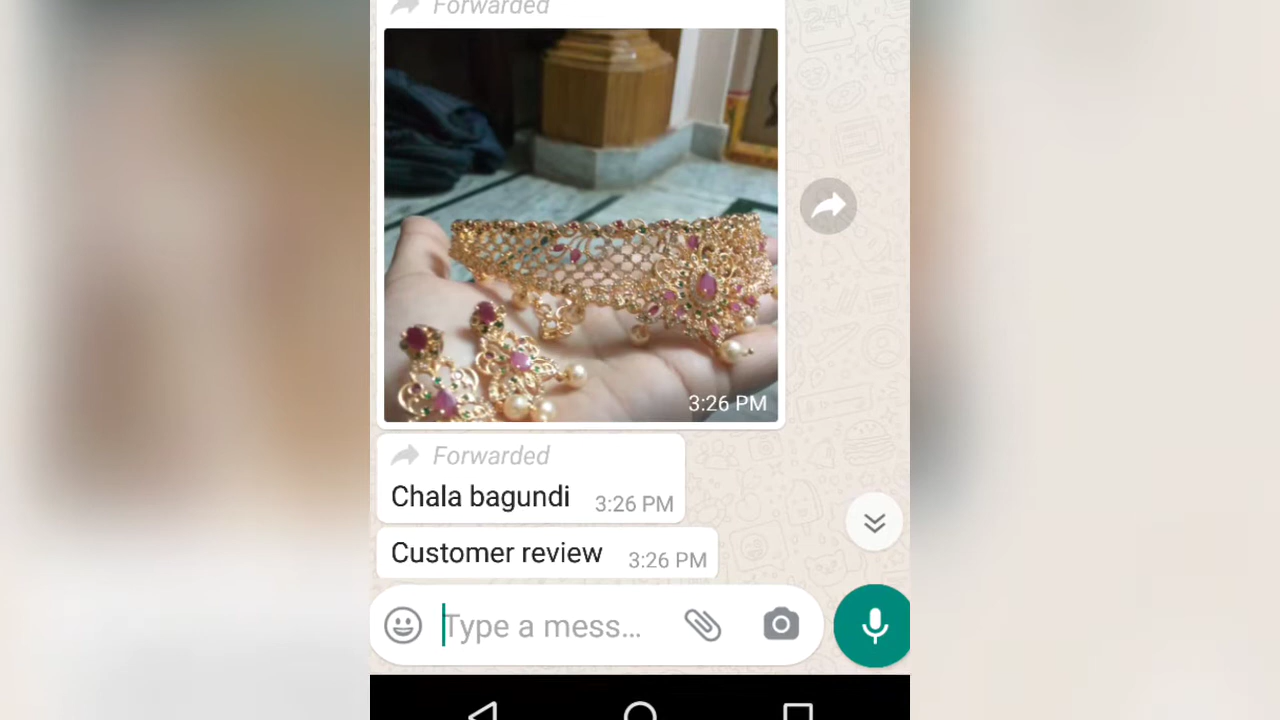 Forwarded
3:26 PM
Forwarded
Chala bagundi 3:26 PM
Customer review 3:26 PM
Type a mess...